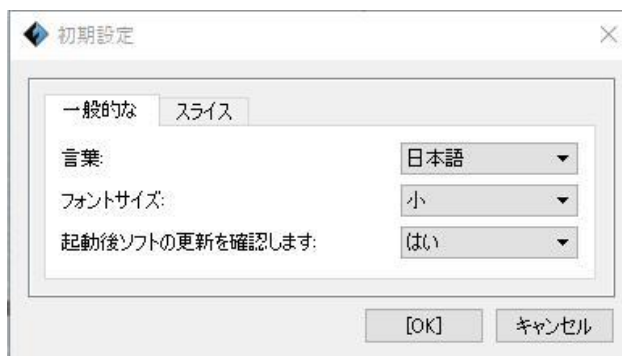 初期設定
一般的な スライス
言葉: 日本語
フォントサイズ: 小
起動後ソフトの更新を確認します: はい
[OK] キャンセル